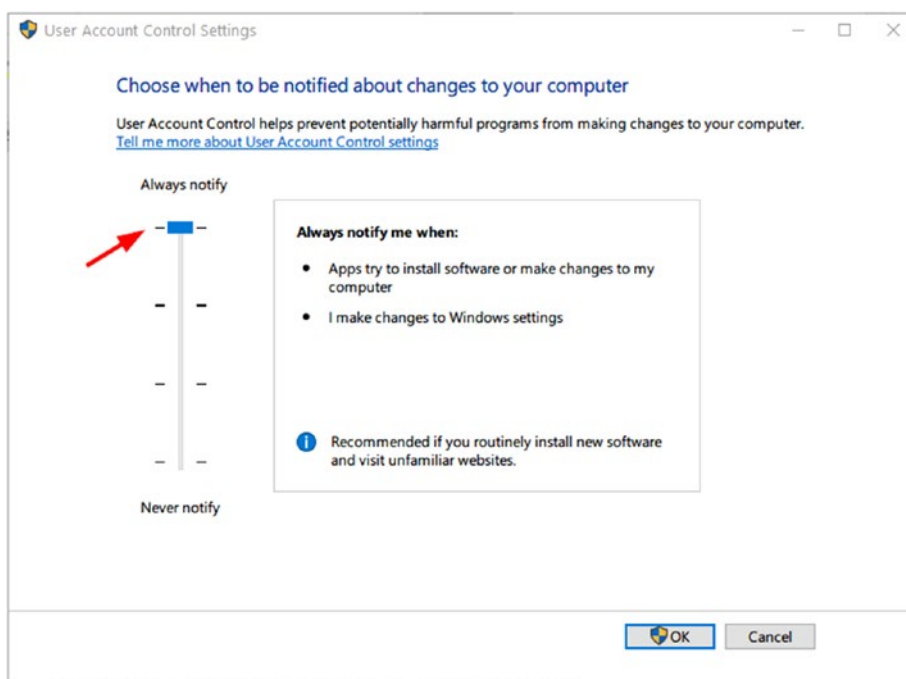 User Account Control Settings
Choose when to be notified about changes to your computer
User Account Control helps prevent potentially harmful programs from making changes to your computer.
Tell me more about User Account Control settings
Always notify
Always notify me when:
• Apps try to install software or make changes to my
computer
• I make changes to Windows settings
Recommended if you routinely install new software
and visit unfamiliar websites.
Never notify
OK
Cancel